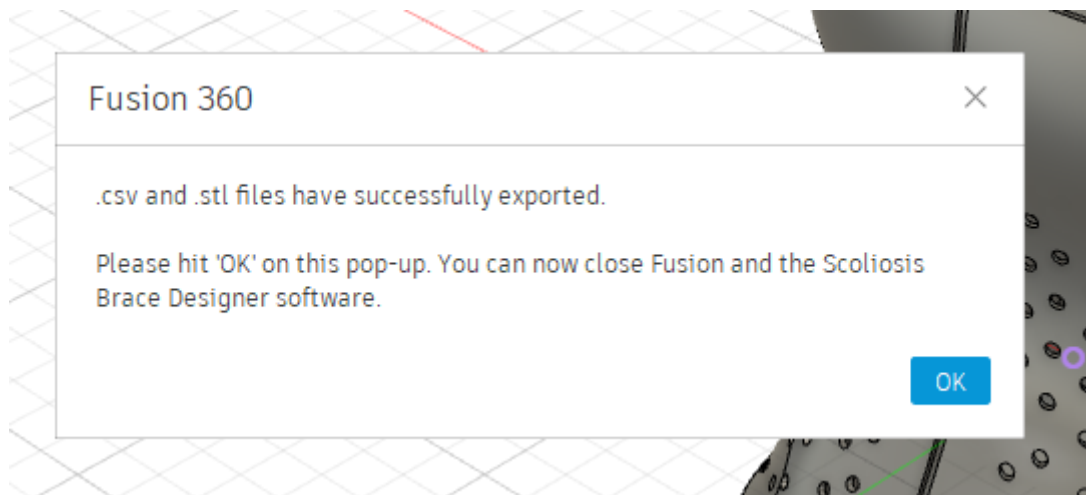 Fusion 360
.csv and .stl files have successfully exported.
Please hit 'OK' on this pop-up. You can now close Fusion and the Scoliosis
Brace Designer software.
OK